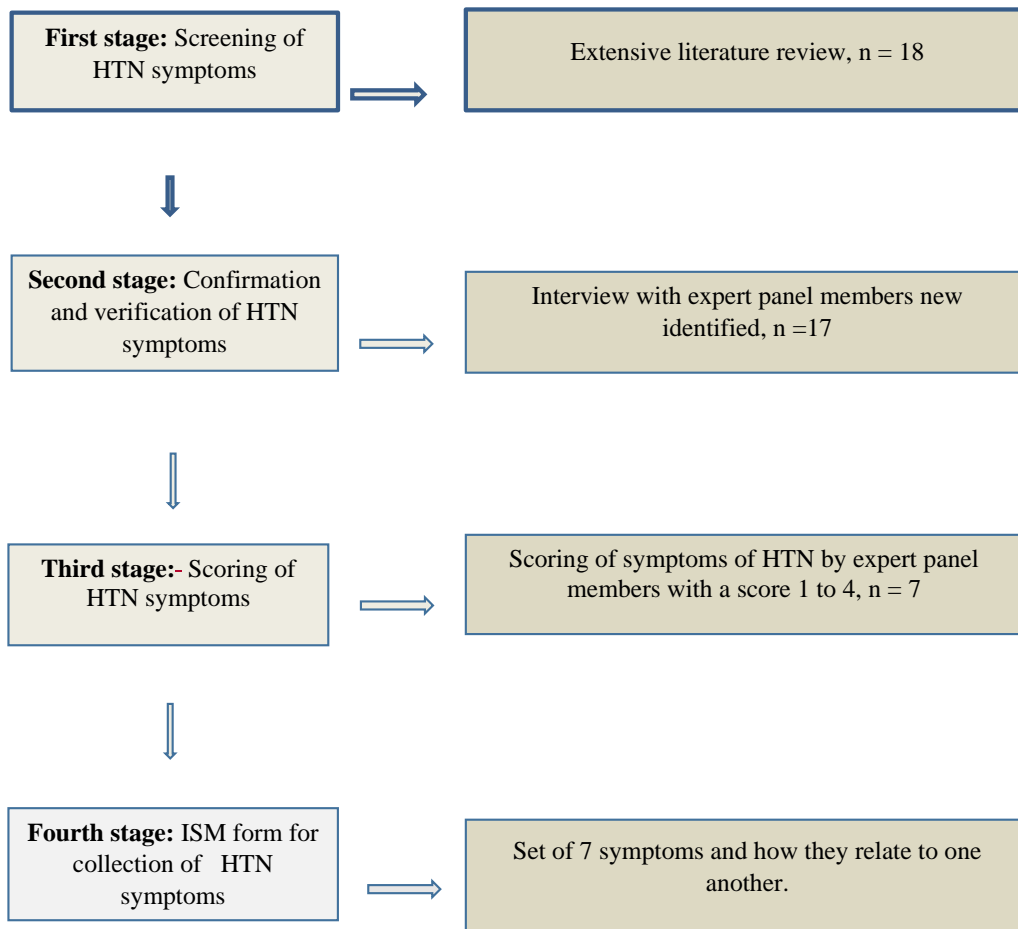 First stage: Screening of
HTN symptoms
Extensive literature review, n = 18
Second stage: Confirmation
and verification of HTN
symptoms
Interview with expert panel members new
identified, n =17
Third stage:- Scoring of
HTN symptoms
Scoring of symptoms of HTN by expert panel
members with a score 1 to 4, n = 7
Fourth stage: ISM form for
collection of HTN
symptoms
Set of 7 symptoms and how they relate to one
another.